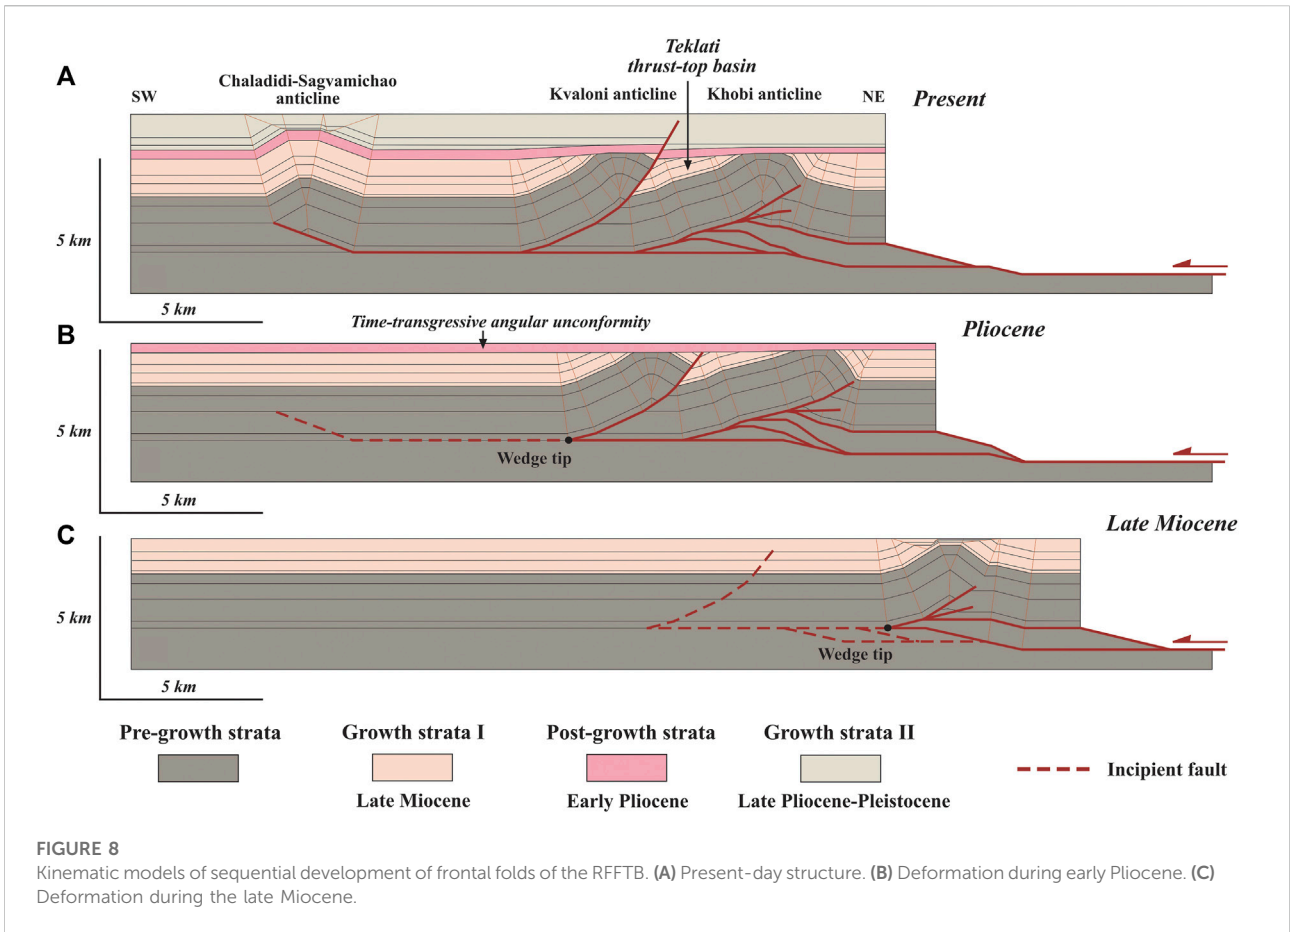 A
SW
Chaladidi-Sagvamichao
anticline
Teklati
thrust-top basin
Kvaloni anticline
Khobi anticline
NE
Present
5 km
5 km
B
Time-transgressive angular unconformity
Pliocene
5 km
Wedge tip
5 km
C
Late Miocene
5 km
Wedge tip
5 km
Pre-growth strata
Growth strata I
Post-growth strata
Growth strata II
Incipient fault
Late Miocene
Early Pliocene
Late Pliocene-Pleistocene
FIGURE 8
Kinematic models of sequential development of frontal folds of the RFFTB. (A) Present-day structure. (B) Deformation during early Pliocene. (C)
Deformation during the late Miocene.